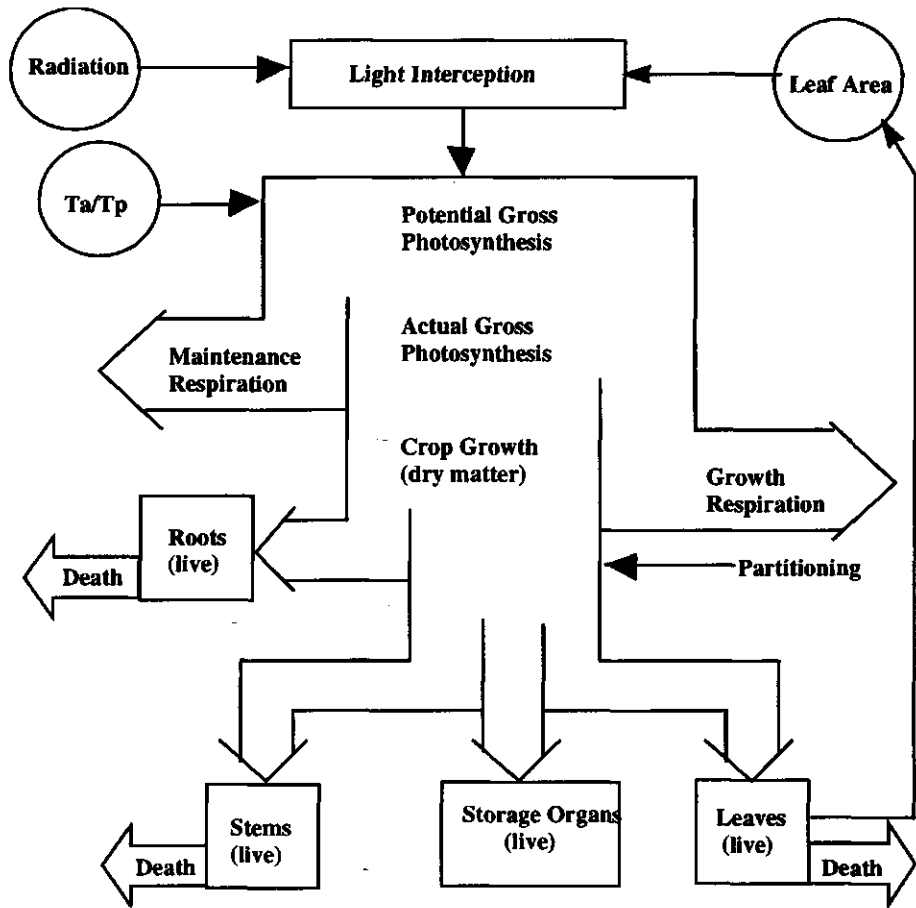 Radiation
Light Interception
Leaf Area
Ta/Tp
Potential Gross
Photosynthesis
Actual Gross
Photosynthesis
Maintenance
Respiration
Crop Growth
(dry matter)
Growth
Respiration
Roots
(live)
Death
Partitioning
Stems
(live)
Storage Organs
(live)
Leaves
(live)
Death
Death